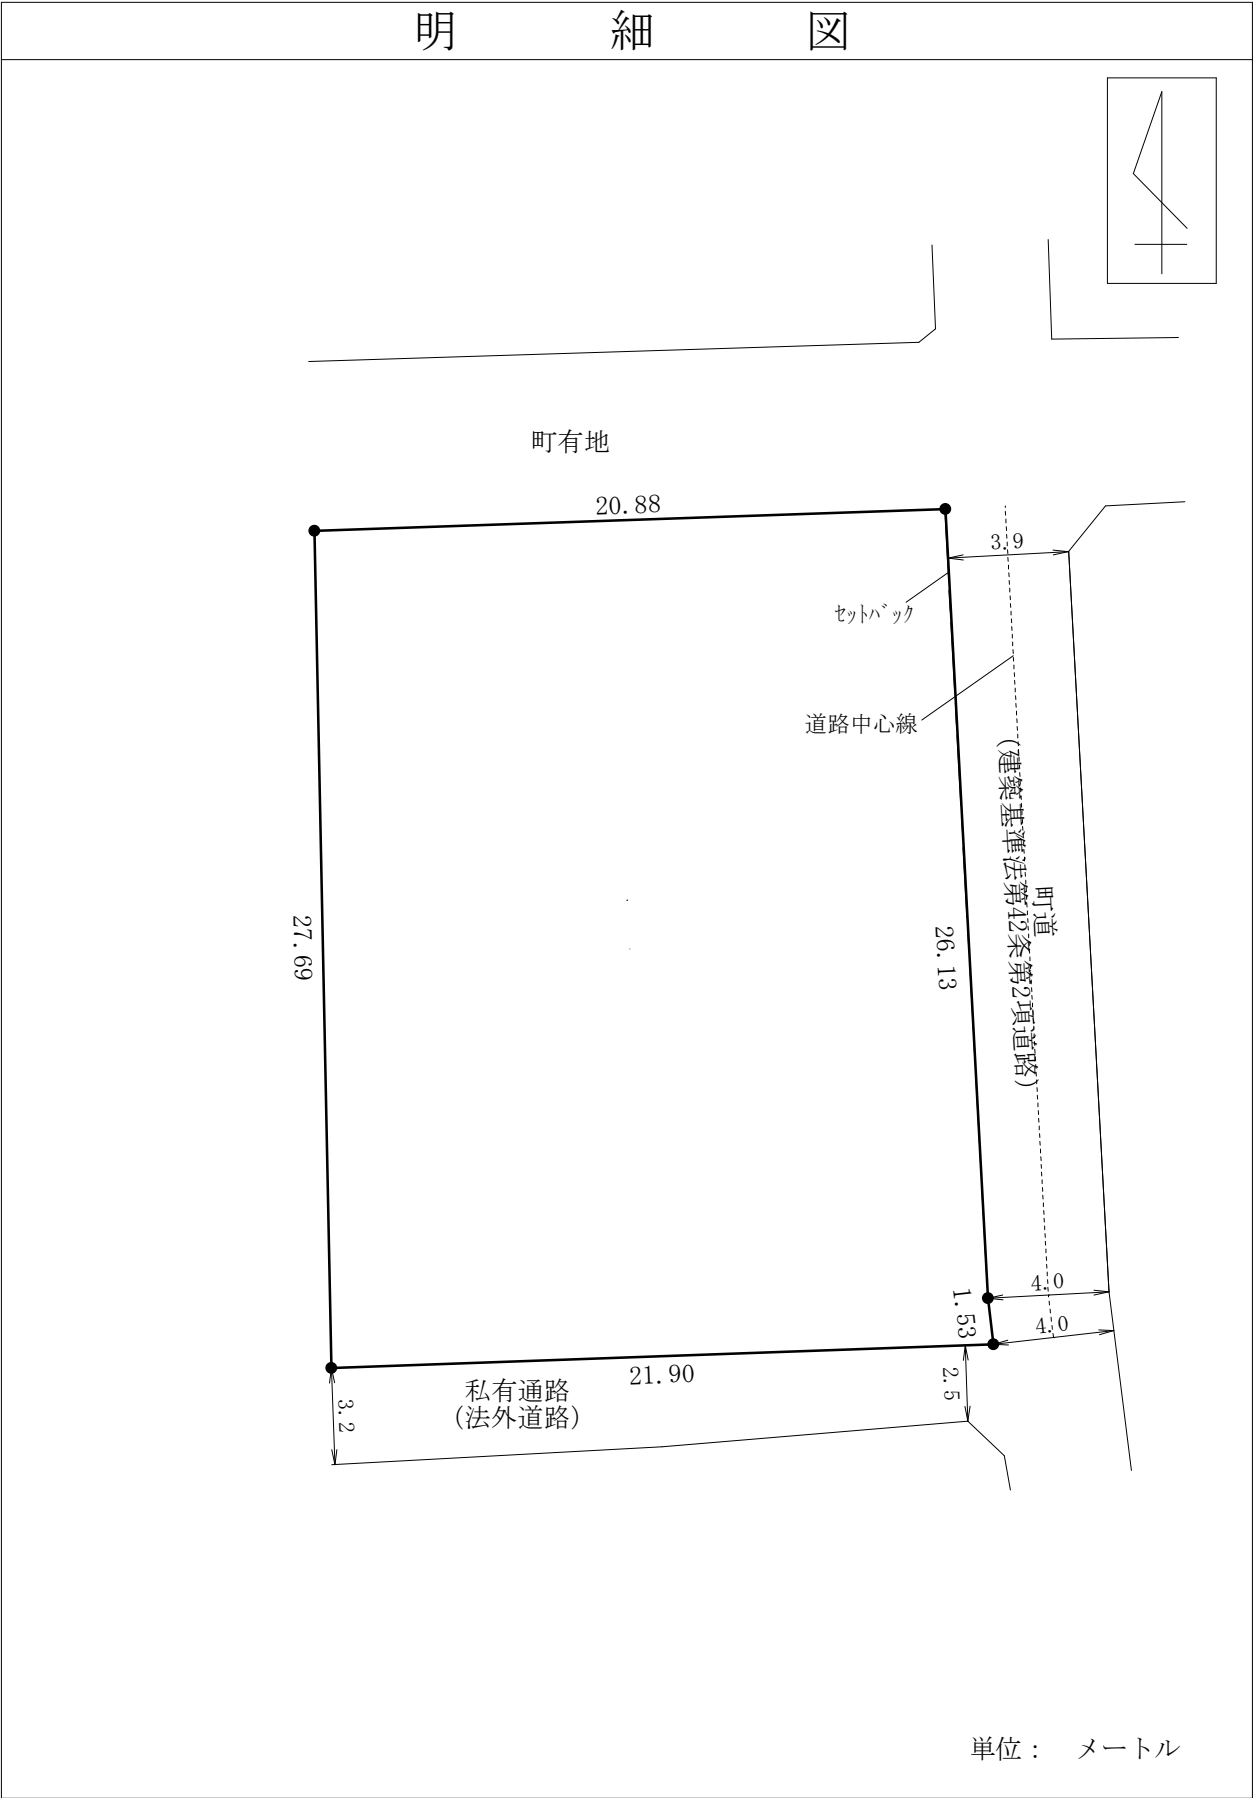 明細図
町有地
20.88
3.9
ｾｯﾄﾊﾞｯｸ
道路中心線
町道
(建築基準法第42条第2項道路)
27.69
26.13
4.0
1.53
4.0
21.90
2.5
私有通路
(法外道路)
3.2
単位： メートル